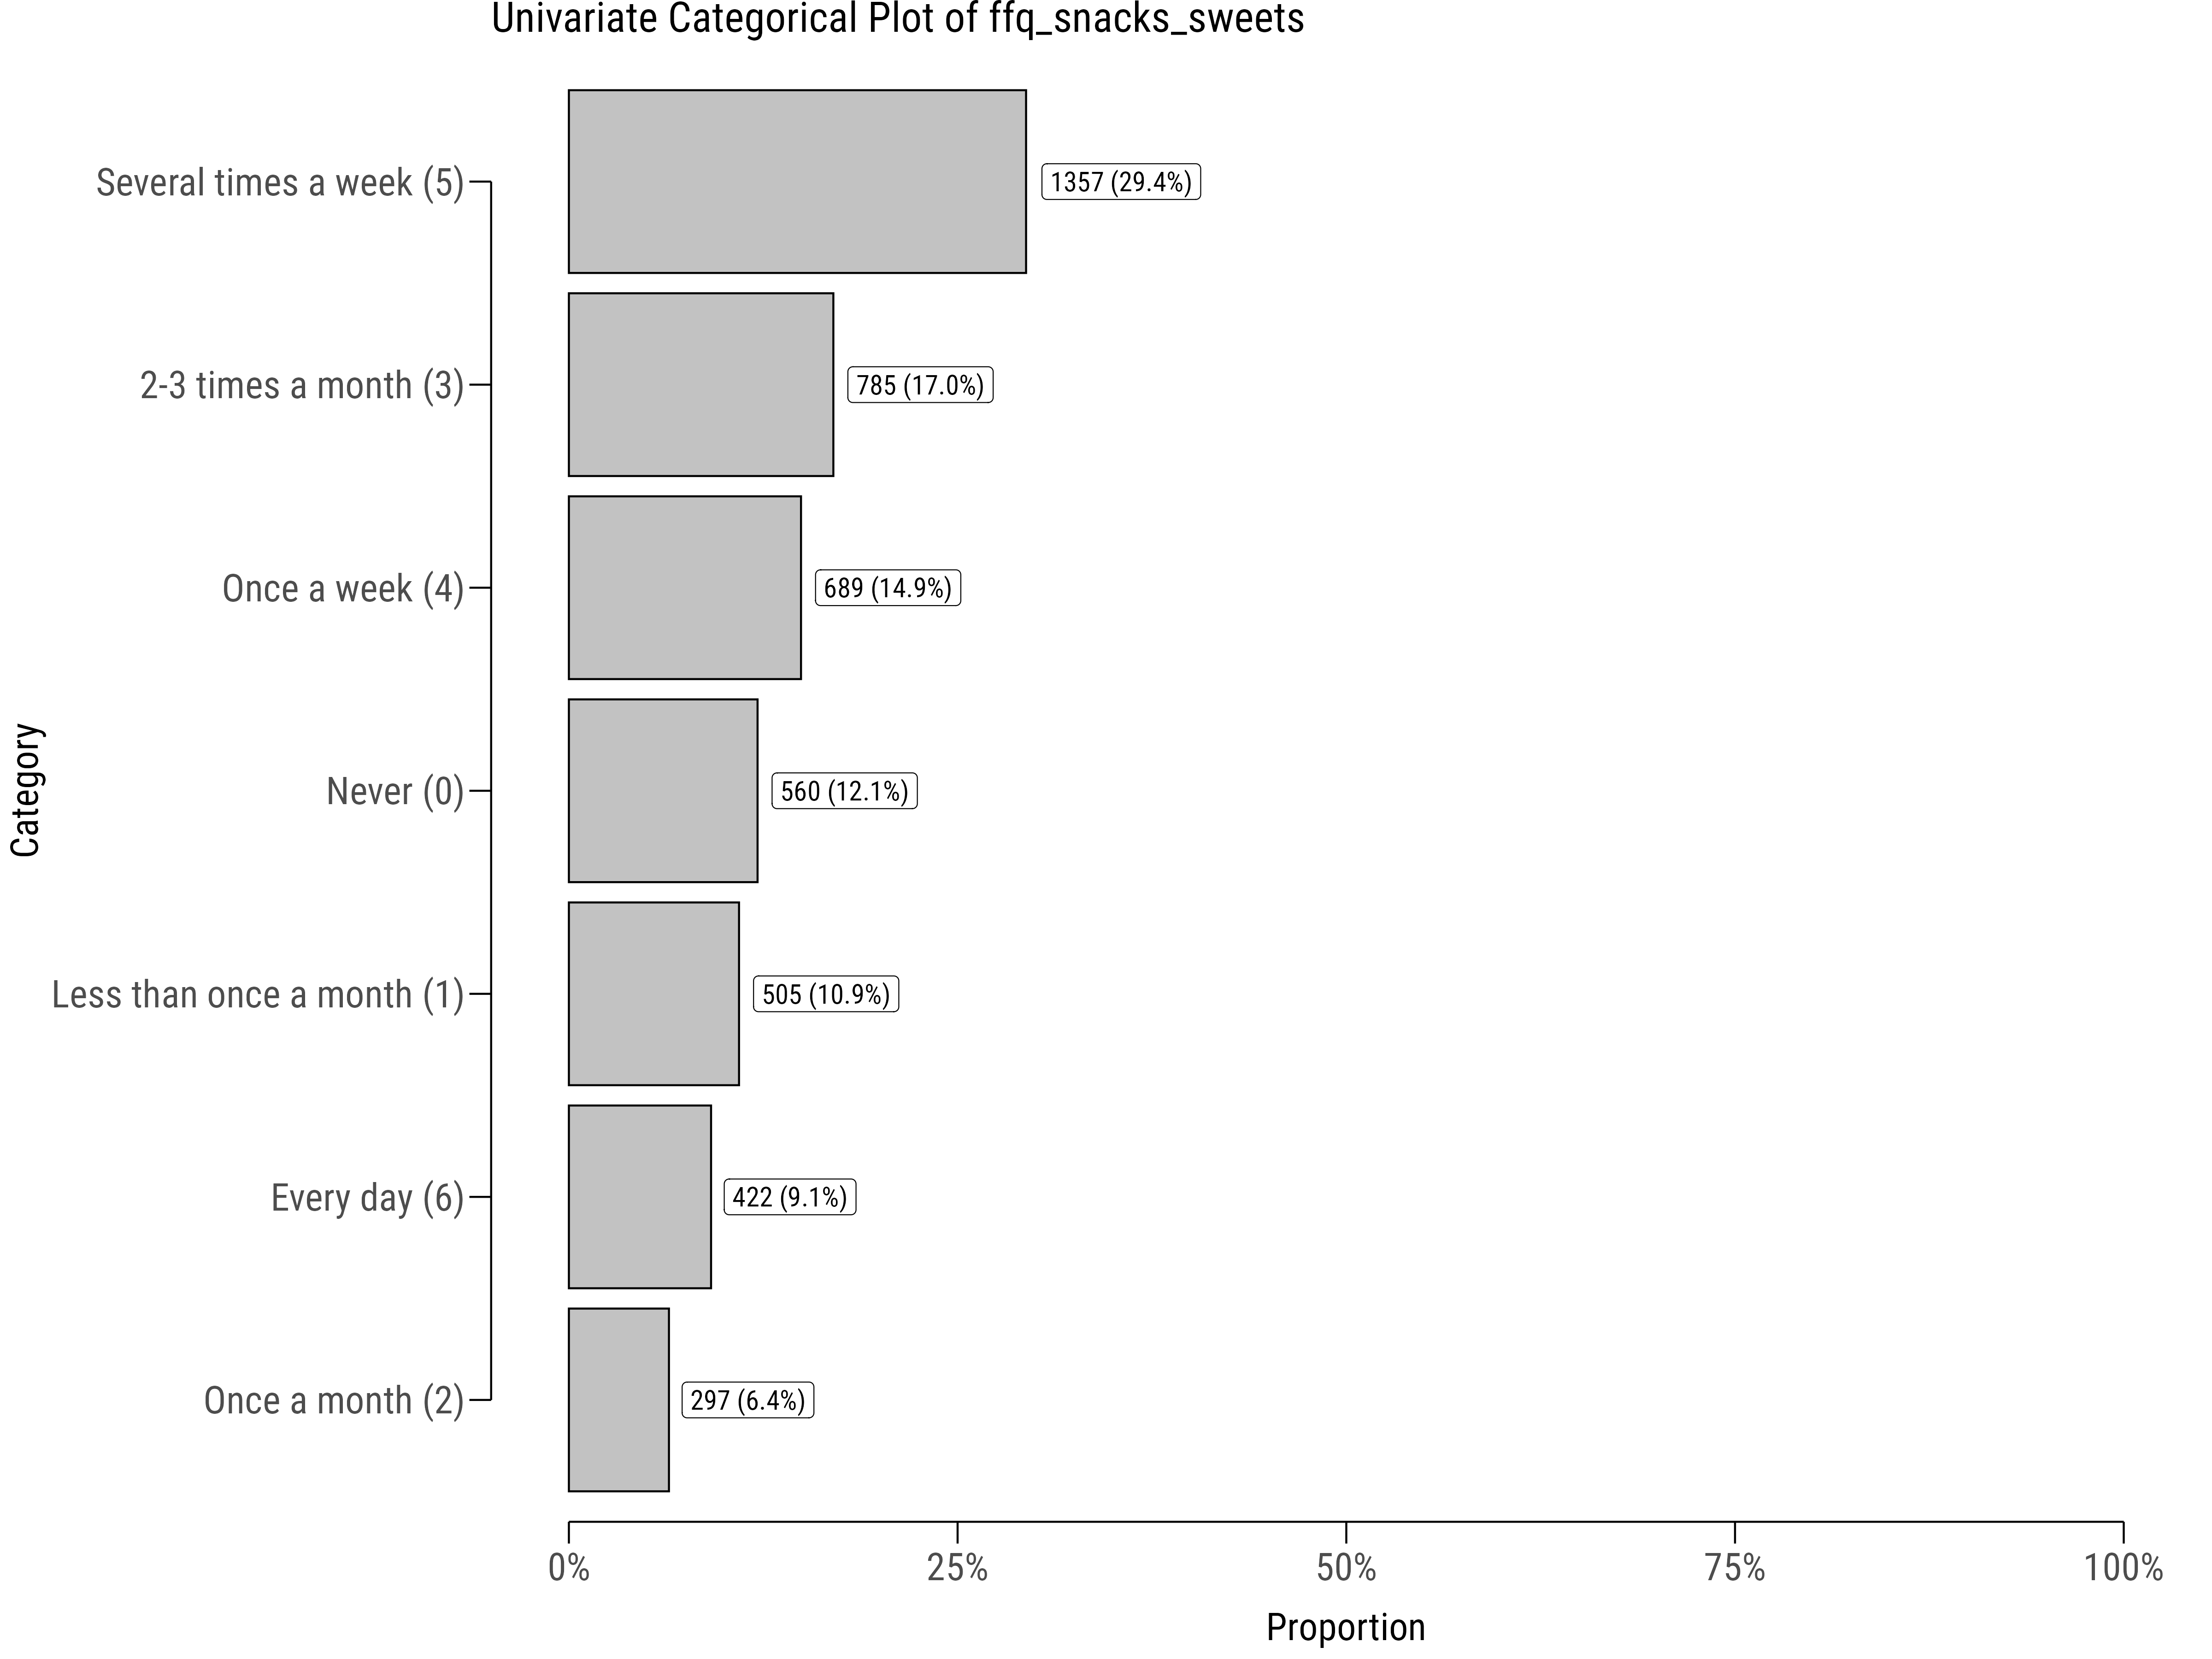 Univariate Categorical Plot of ffq_snacks_sweets
Several times a week (5)
1357 (29.4%)
2-3 times a month (3)
785 (17.0%)
Once a week (4)
689 (14.9%)
Never (0)
560 (12.1%)
Less than once a month (1)
505 (10.9%)
Every day (6)
422 (9.1%)
Once a month (2)
297 (6.4%)
Category
0%
25%
50%
75%
100%
Proportion